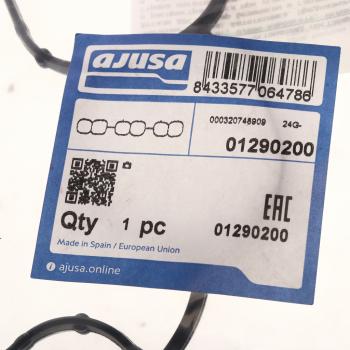 ajusa
8433577064786
000320748909 24G-
01290200
EAC
Qty 1 pc
01290200
Made in Spain / European Union
ajusa.online